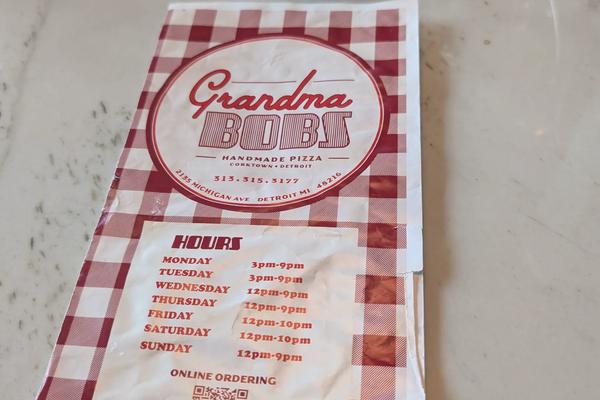 Grandma
BOBS
HANDMADE PIZZA
CORKTOWN • DETROIT
313.315.3177
2135 MICHIGAN AVE DETROIT MI 48216
HOURS
MONDAY 3pm-9pm
TUESDAY 3pm-9pm
WEDNESDAY 12pm-9pm
THURSDAY 12pm-9pm
FRIDAY 12pm-10pm
SATURDAY 12pm-10pm
SUNDAY 12pm-9pm
ONLINE ORDERING